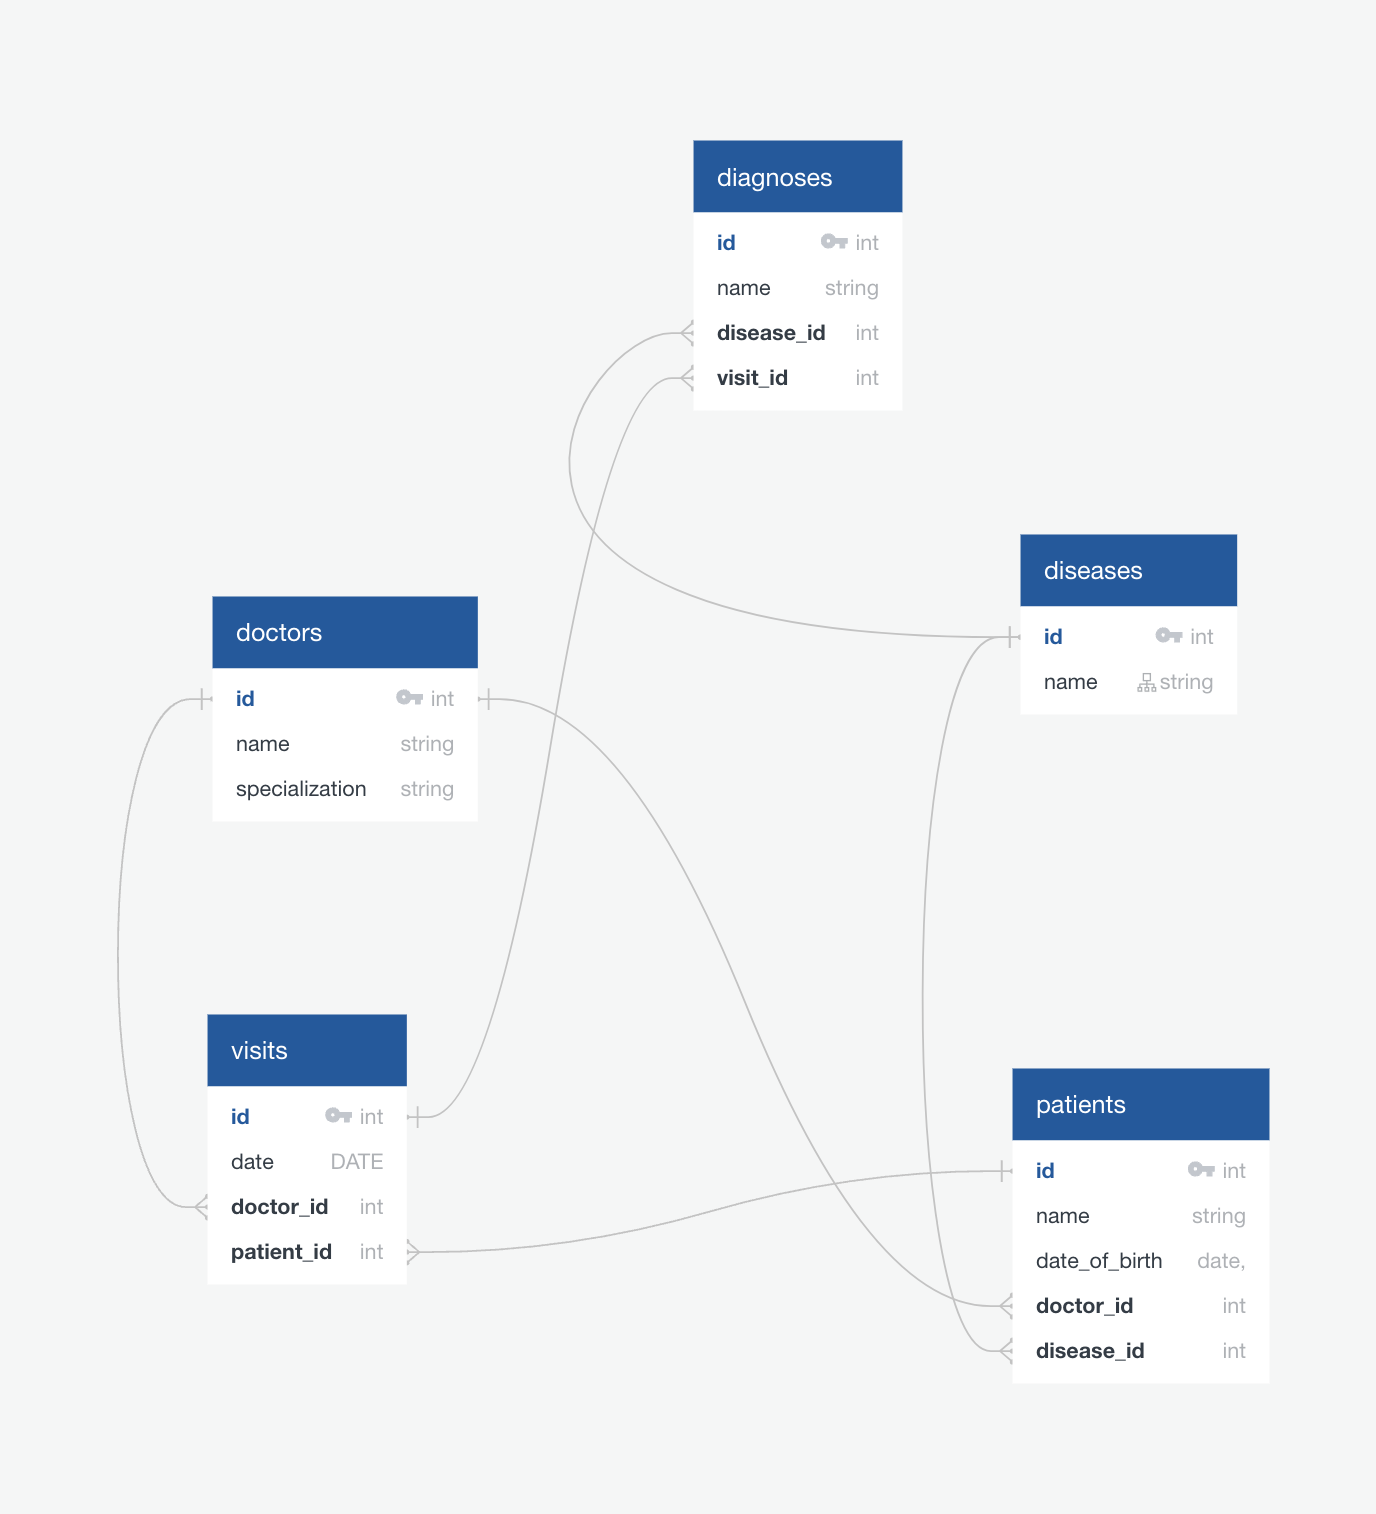 diagnoses
id int
name string
disease_id int
visit_id int
diseases
id int
name string
doctors
id int
name string
specialization string
visits
id int
date DATE
doctor_id int
patient_id int
patients
id int
name string
date_of_birth date,
doctor_id int
disease_id int